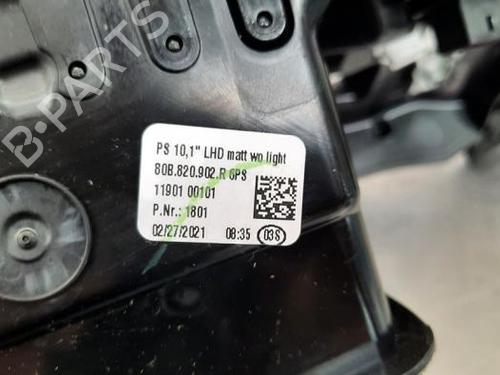 B-PARTS
PS 10,1" LHD matt wo light
80B.820.902.R 6PS
11901 00101
P.Nr.: 1801
02/27/2021 08:35 03S